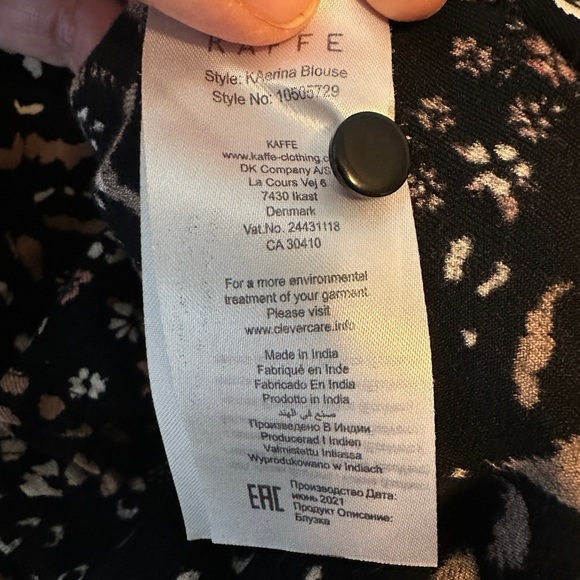 KAFFE
Style: KAerina Blouse
Style No: 10505729
KAFFE
www.kaffe-clothing.c
DK Company A/S
La Cours Vej 6
7430 Ikast
Denmark
Vat.No. 24431118
CA 30410
For a more environmental
treatment of your garment.
Please visit
www.clevercare.info
Made in India
Fabriqué en Inde
Fabricado En India
Prodotto in India
صنع في الهند
Произведено В Индии
Producerad I Indien
Valmistettu Intiassa
Wyprodukowano w Indiach
EAC
Производство Дата:
июнь 2021
Продукт Описание:
Блузка